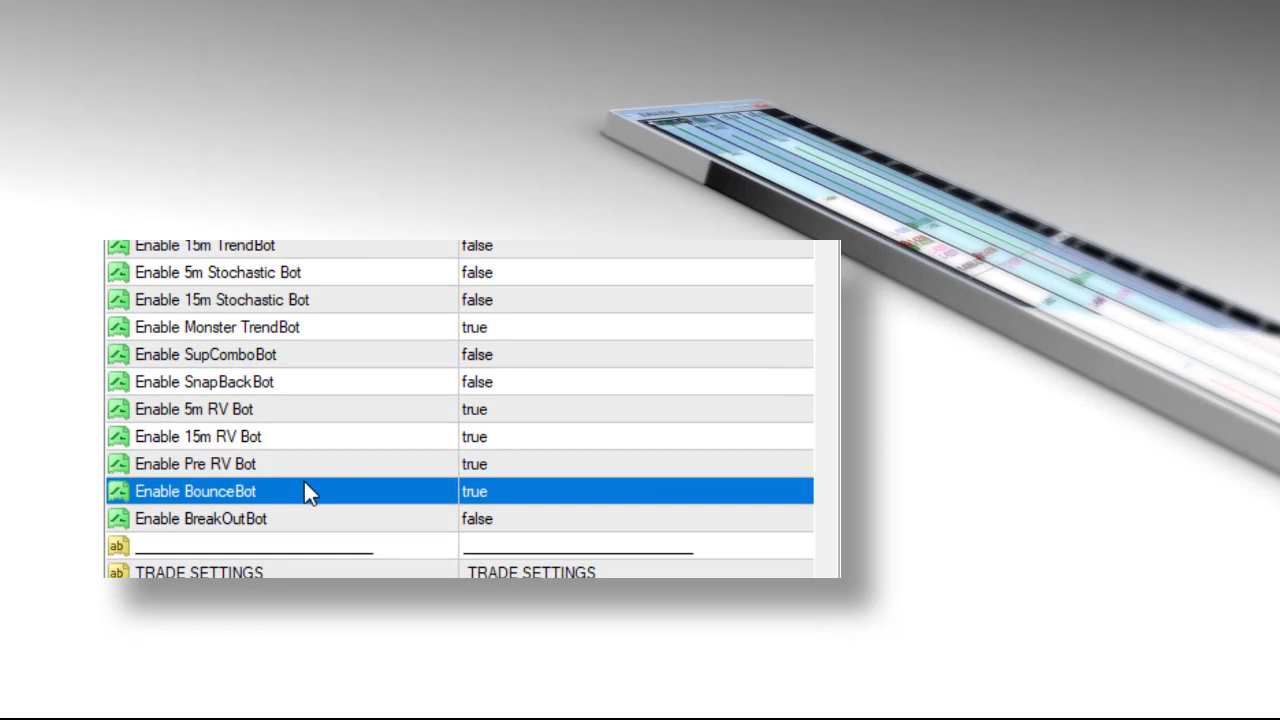 Enable 15m TrendBot false
Enable 5m Stochastic Bot false
Enable 15m Stochastic Bot false
Enable Monster TrendBot true
Enable SupComboBot false
Enable SnapBackBot false
Enable 5m RV Bot true
Enable 15m RV Bot true
Enable Pre RV Bot true
Enable BounceBot true
Enable BreakOutBot false
ab
ab TRADE SETTINGS TRADE SETTINGS